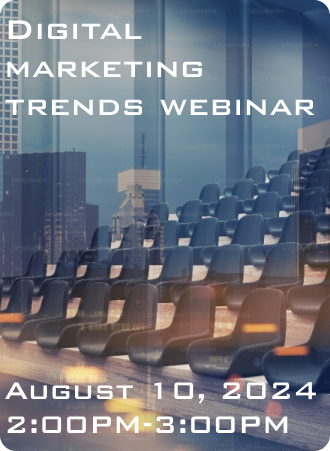 Digital
marketing
trends webinar
August 10, 2024
2:00PM-3:00PM